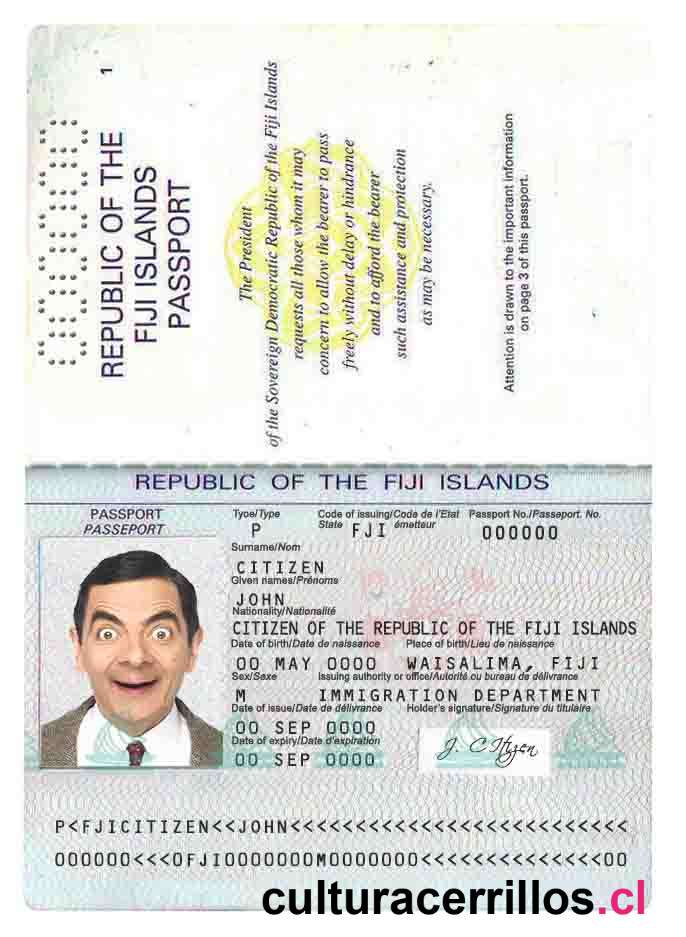 000000
REPUBLIC OF THE
FIJI ISLANDS
PASSPORT
1
The President
of the Sovereign Democratic Republic of the Fiji Islands
requests all those whom it may
concern to allow the bearer to pass
freely without delay or hindrance
and to afford the bearer
such assistance and protection
as may be necessary.
Attention is drawn to the important information
on page 3 of this passport.
REPUBLIC OF THE FIJI ISLANDS
PASSPORT
PASSEPORT
Tyoe/Type
Code of issuing/Code de l'Etat
State émetteur
Passport No./Passeport. No.
P FJI 000000
Surname/Nom
CITIZEN
Given names/Prénoms
JOHN
Nationality/Nationalité
CITIZEN OF THE REPUBLIC OF THE FIJI ISLANDS
Date of birth/Date de naissance Place of birth/Lieu de naissance
00 MAY 0000 WAISALIMA, FIJI
Sex/Sexe Issuing authority or office/Autorité ou bureau de délivrance
M IMMIGRATION DEPARTMENT
Date of issue/Date de délivrance Holder's signature/Signature du titulaire
00 SEP 0000
Date of expiry/Date d'expiration
00 SEP 0000
J. CItizen
P<FJICITIZEN<<JOHN<<<<<<<<<<<<<<<<<<<<<<<<<<
000000<<<0FJI0000000M0000000<<<<<<<<<<<<<<00
culturacerrillos.cl